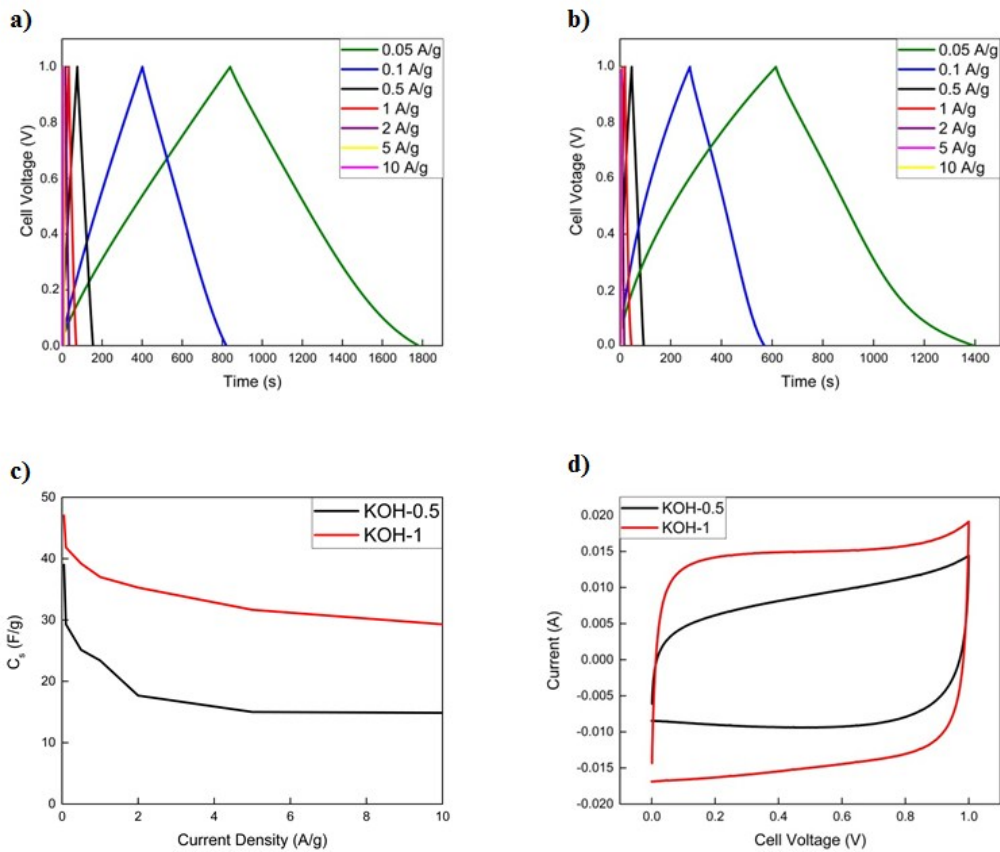 a)
1.0
0.8
0.6
0.4
0.2
0.0
Cell Voltage (V)
0 200 400 600 800 1000 1200 1400 1600 1800
Time (s)
0.05 A/g
0.1 A/g
0.5 A/g
1 A/g
2 A/g
5 A/g
10 A/g
b)
1.0
0.8
0.6
0.4
0.2
0.0
Cell Votage (V)
0 200 400 600 800 1000 1200 1400
Time (s)
0.05 A/g
0.1 A/g
0.5 A/g
1 A/g
2 A/g
5 A/g
10 A/g
c)
50
40
30
20
10
0
Cs (F/g)
0 2 4 6 8 10
Current Density (A/g)
KOH-0.5
KOH-1
d)
0.020
0.015
0.010
0.005
0.000
-0.005
-0.010
-0.015
-0.020
Current (A)
0.0 0.2 0.4 0.6 0.8 1.0
Cell Voltage (V)
KOH-0.5
KOH-1